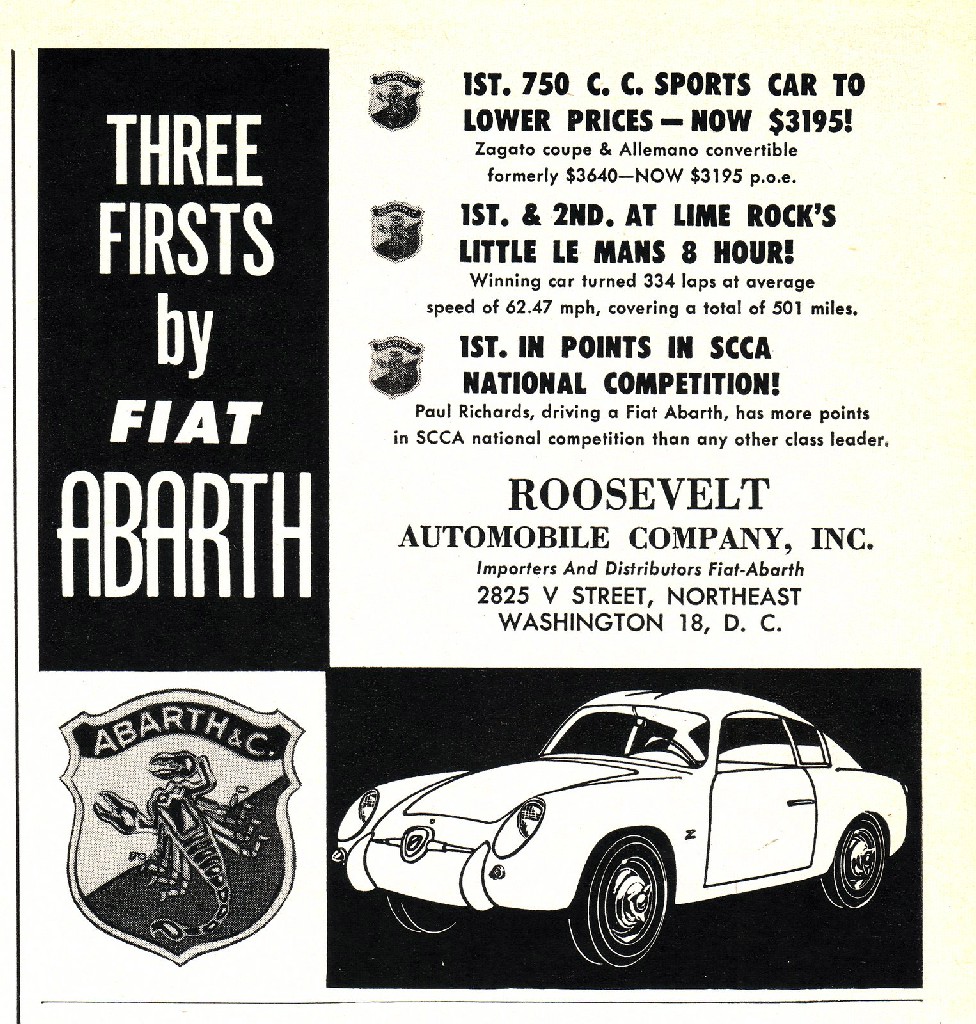 THREE
FIRSTS
by
FIAT
ABARTH
1ST. 750 C. C. SPORTS CAR TO
LOWER PRICES — NOW $3195!
Zagato coupe & Allemano convertible
formerly $3640—NOW $3195 p.o.e.
1ST. & 2ND. AT LIME ROCK'S
LITTLE LE MANS 8 HOUR!
Winning car turned 334 laps at average
speed of 62.47 mph, covering a total of 501 miles.
1ST. IN POINTS IN SCCA
NATIONAL COMPETITION!
Paul Richards, driving a Fiat Abarth, has more points
in SCCA national competition than any other class leader.
ROOSEVELT
AUTOMOBILE COMPANY, INC.
Importers And Distributors Fiat-Abarth
2825 V STREET, NORTHEAST
WASHINGTON 18, D. C.
ABARTH & C.
Z